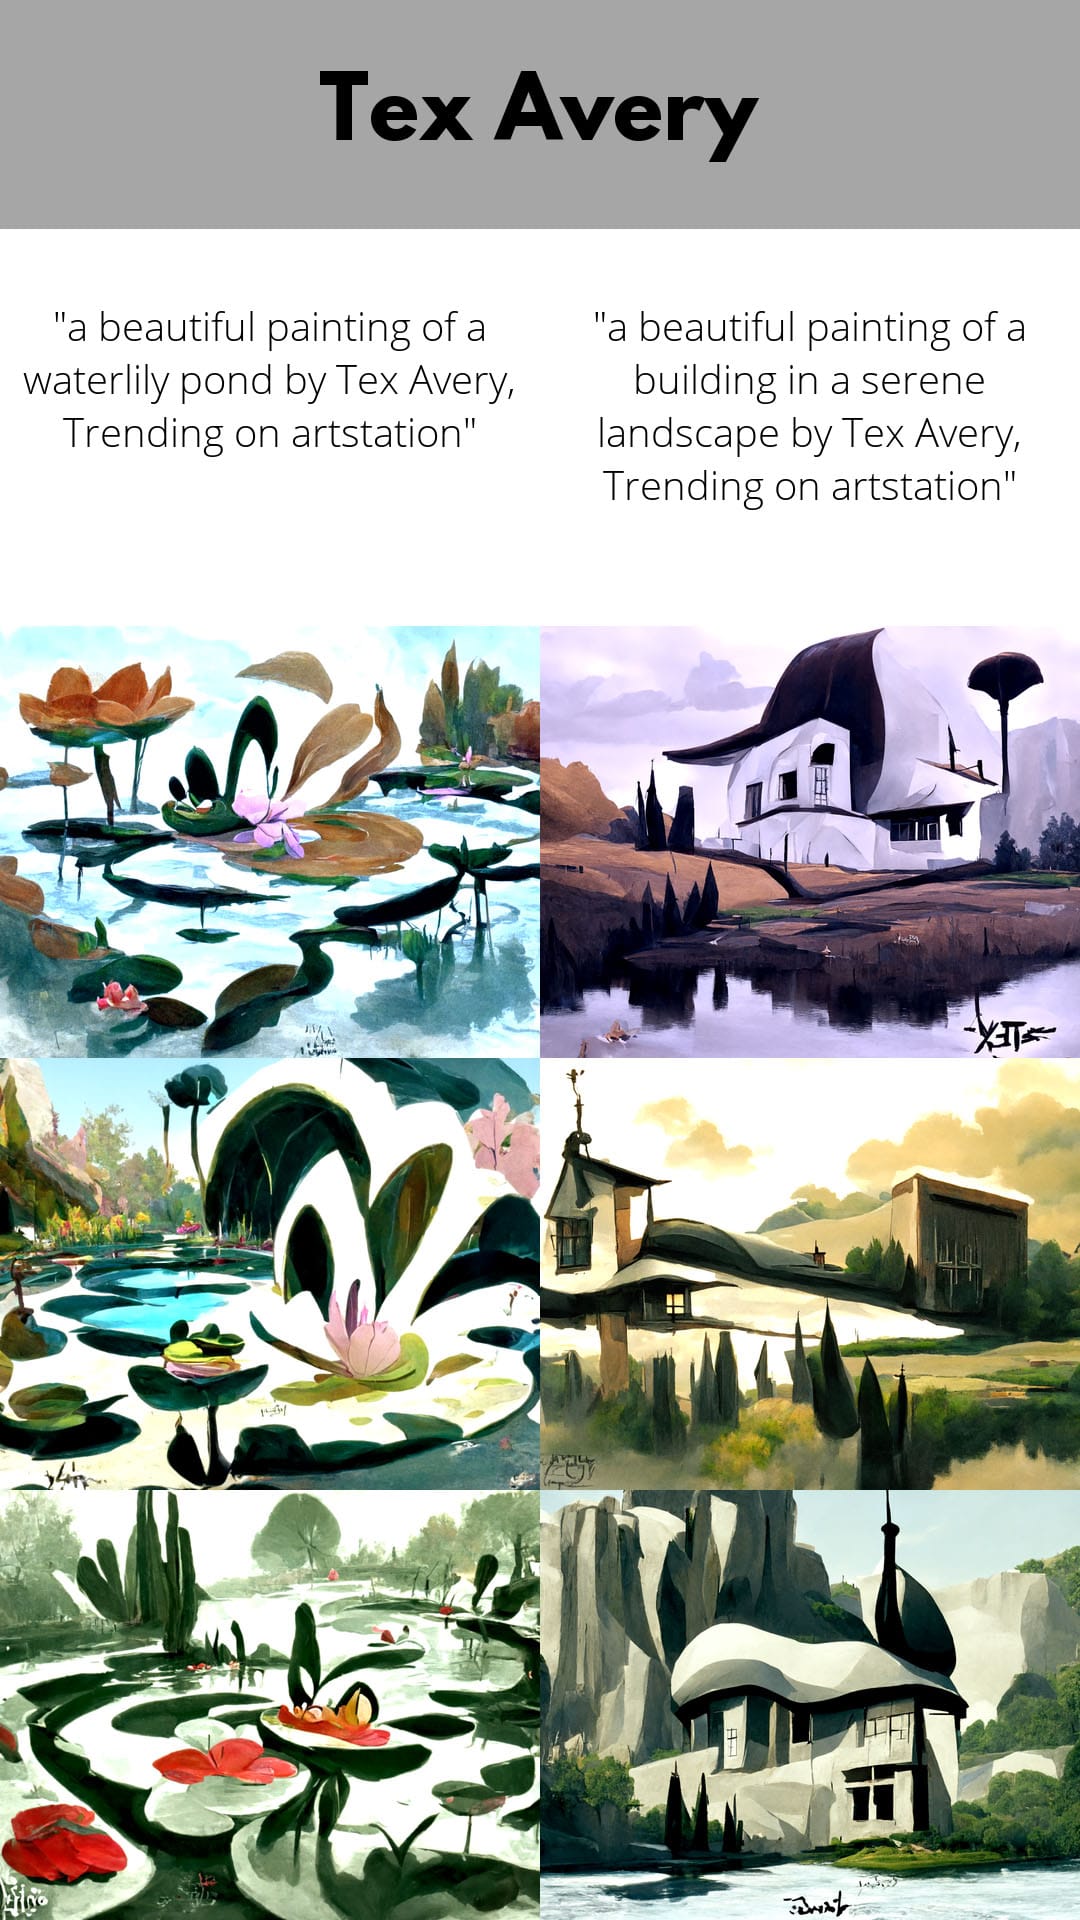 Tex Avery
"a beautiful painting of a
waterlily pond by Tex Avery,
Trending on artstation"
"a beautiful painting of a
building in a serene
landscape by Tex Avery,
Trending on artstation"